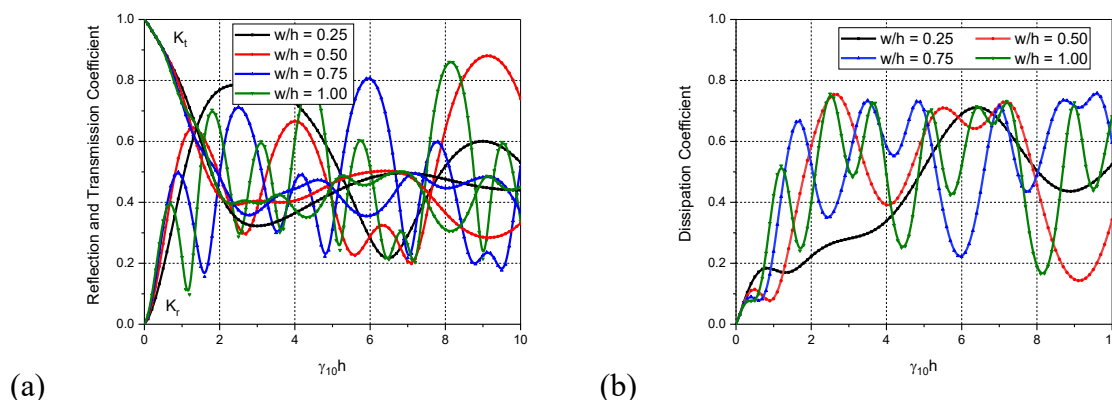 1.0
0.8
0.6
0.4
0.2
0.0
Reflection and Transmission Coefficient
Kt
Kr
w/h = 0.25
w/h = 0.50
w/h = 0.75
w/h = 1.00
0 2 4 6 8 10
γ10h
(a)
1.0
0.8
0.6
0.4
0.2
0.0
Dissipation Coefficient
w/h = 0.25 w/h = 0.50
w/h = 0.75 w/h = 1.00
0 2 4 6 8 1
γ10h
(b)